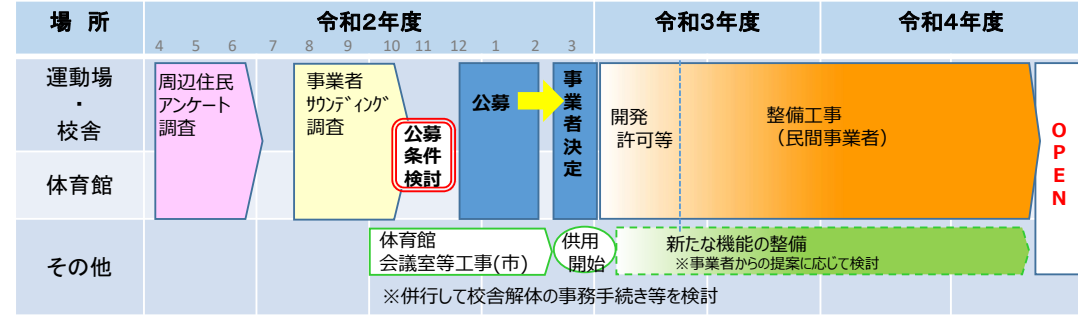 場 所
令和2年度
令和3年度
令和4年度
4 5 6 7 8 9 10 11 12 1 2 3
運動場
・
校舎
体育館
その他
周辺住民
アンケート
調査
事業者
ｻｳﾝﾃﾞｨﾝｸﾞ
調査
公募
条件
検討
公募
事業者決定
開発
許可等
整備工事
（民間事業者）
OPEN
体育館
会議室等工事(市)
供用
開始
新たな機能の整備
※事業者からの提案に応じて検討
※併行して校舎解体の事務手続き等を検討